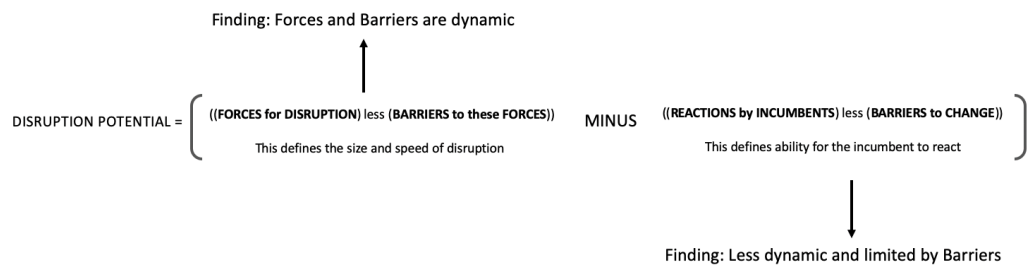 Finding: Forces and Barriers are dynamic
DISRUPTION POTENTIAL = ((FORCES for DISRUPTION) less (BARRIERS to these FORCES)) MINUS ((REACTIONS by INCUMBENTS) less (BARRIERS to CHANGE))
This defines the size and speed of disruption
This defines ability for the incumbent to react
Finding: Less dynamic and limited by Barriers